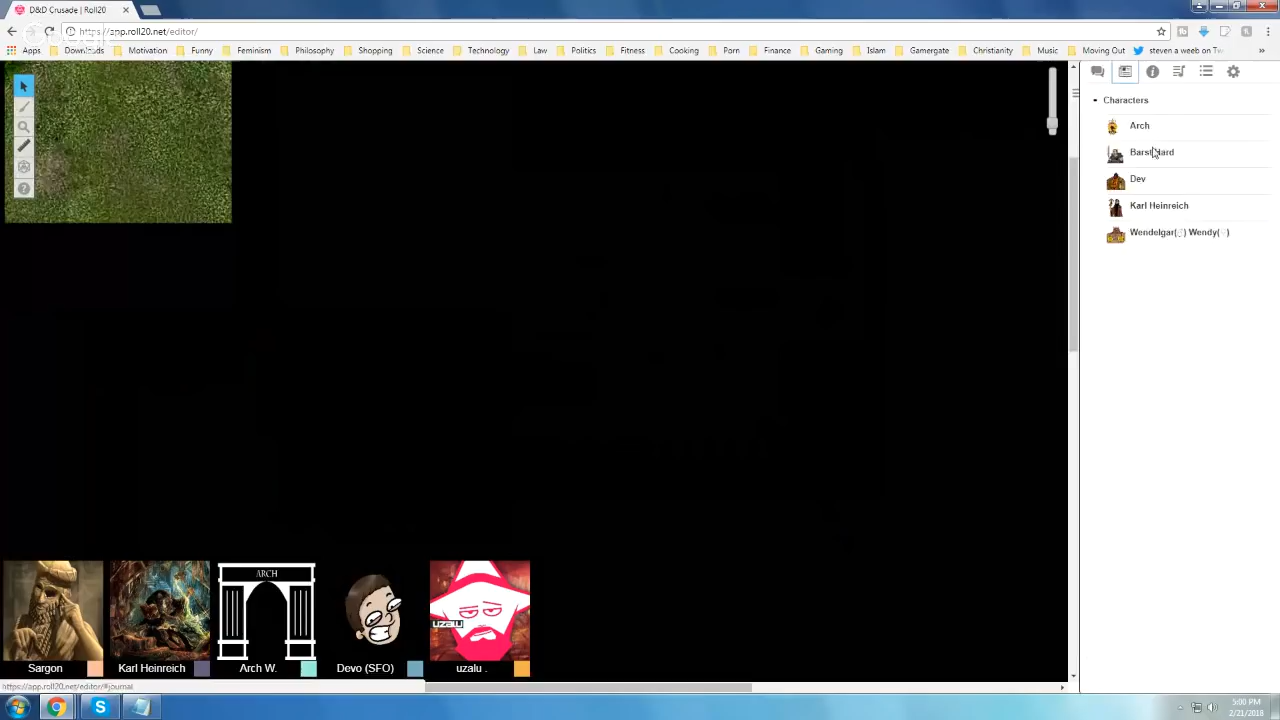 D&D Crusade | Roll20
https://app.roll20.net/editor/
Apps Downloads Motivation Funny Feminism Philosophy Shopping Science Technology Law Politics Fitness Cooking Porn Finance Gaming Islam Gamergate Christianity Music Moving Out steven a weeb on Tw
Characters
Arch
Dev
Karl Heinreich
Wendelgar(♂) Wendy(♀)
ARCH
uzalu
Sargon
Karl Heinreich
Arch W.
Devo (SFO)
uzalu .
https://app.roll20.net/editor/#journal
5:00 PM
2/21/2018